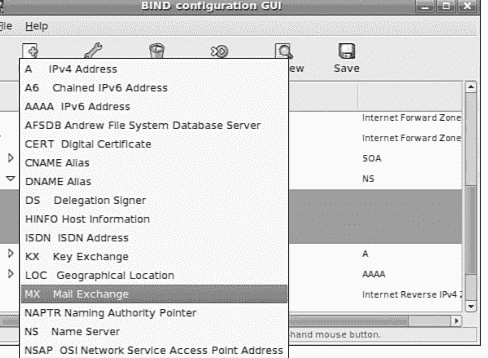 BIND configuration GUI
File Help
ew Save
A IPv4 Address
A6 Chained IPv6 Address
AAAA IPv6 Address
AFSDB Andrew File System Database Server
CERT Digital Certificate
CNAME Alias
DNAME Alias
DS Delegation Signer
HINFO Host Information
ISDN ISDN Address
KX Key Exchange
LOC Geographical Location
MX Mail Exchange
NAPTR Naming Authority Pointer
NS Name Server
NSAP OSI Network Service Access Point Address
Internet Forward Zone
Internet Forward Zone
SOA
NS
A
AAAA
Internet Reverse IPv4
-hand mouse button.